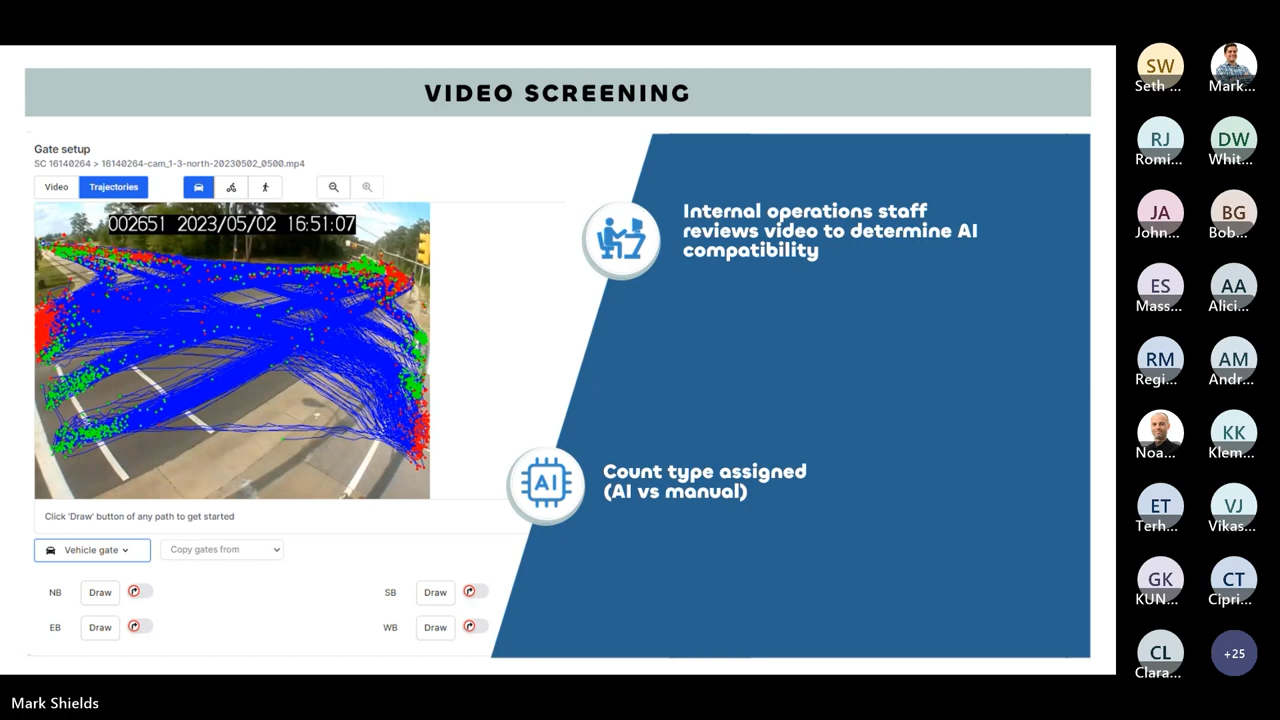 VIDEO SCREENING
Gate setup
SC 16140264 > 16140264-cam_1-3-north-20230502_0500.mp4
Video
Trajectories
002651 2023/05/02 16:51:07
Click 'Draw' button of any path to get started
Vehicle gate
Copy gates from
NB Draw
SB Draw
EB Draw
WB Draw
Internal operations staff
reviews video to determine AI
compatibility
AI
Count type assigned
(AI vs manual)
SW
Seth ...
Mark...
RJ
Romi...
DW
Whit...
JA
John...
BG
Bob...
ES
Mass...
AA
Alici...
RM
Regi...
AM
Andr...
Noa...
KK
Klem...
ET
Terh...
VJ
Vikas...
GK
KUN...
CT
Cipri...
CL
Clara...
+25
Mark Shields